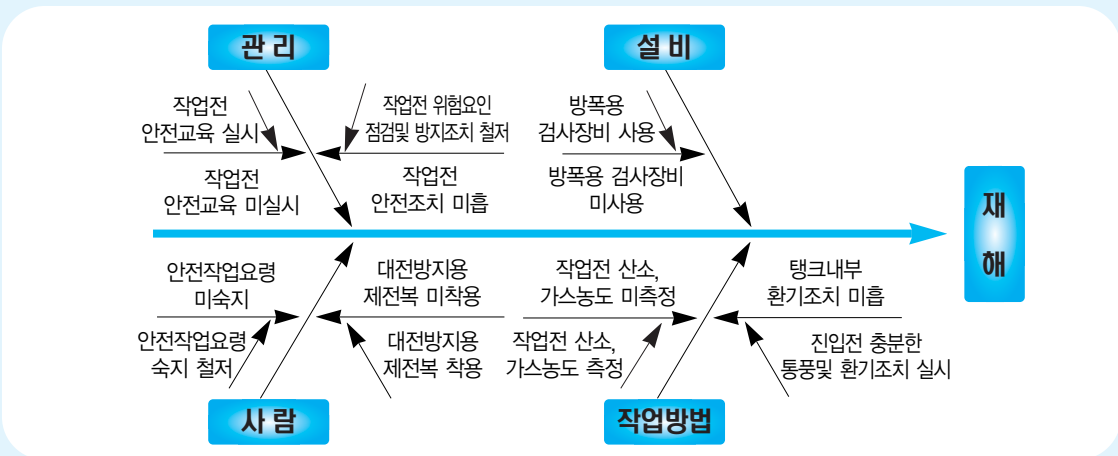 관 리
설 비
작업전
안전교육 실시
작업전 위험요인
점검및 방지조치 철저
방폭용
검사장비 사용
작업전
안전교육 미실시
작업전
안전조치 미흡
방폭용 검사장비
미사용
재
해
안전작업요령
미숙지
대전방지용
제전복 미착용
작업전 산소,
가스농도 미측정
탱크내부
환기조치 미흡
안전작업요령
숙지 철저
대전방지용
제전복 착용
작업전 산소,
가스농도 측정
진입전 충분한
통풍및 환기조치 실시
사 람
작업방법